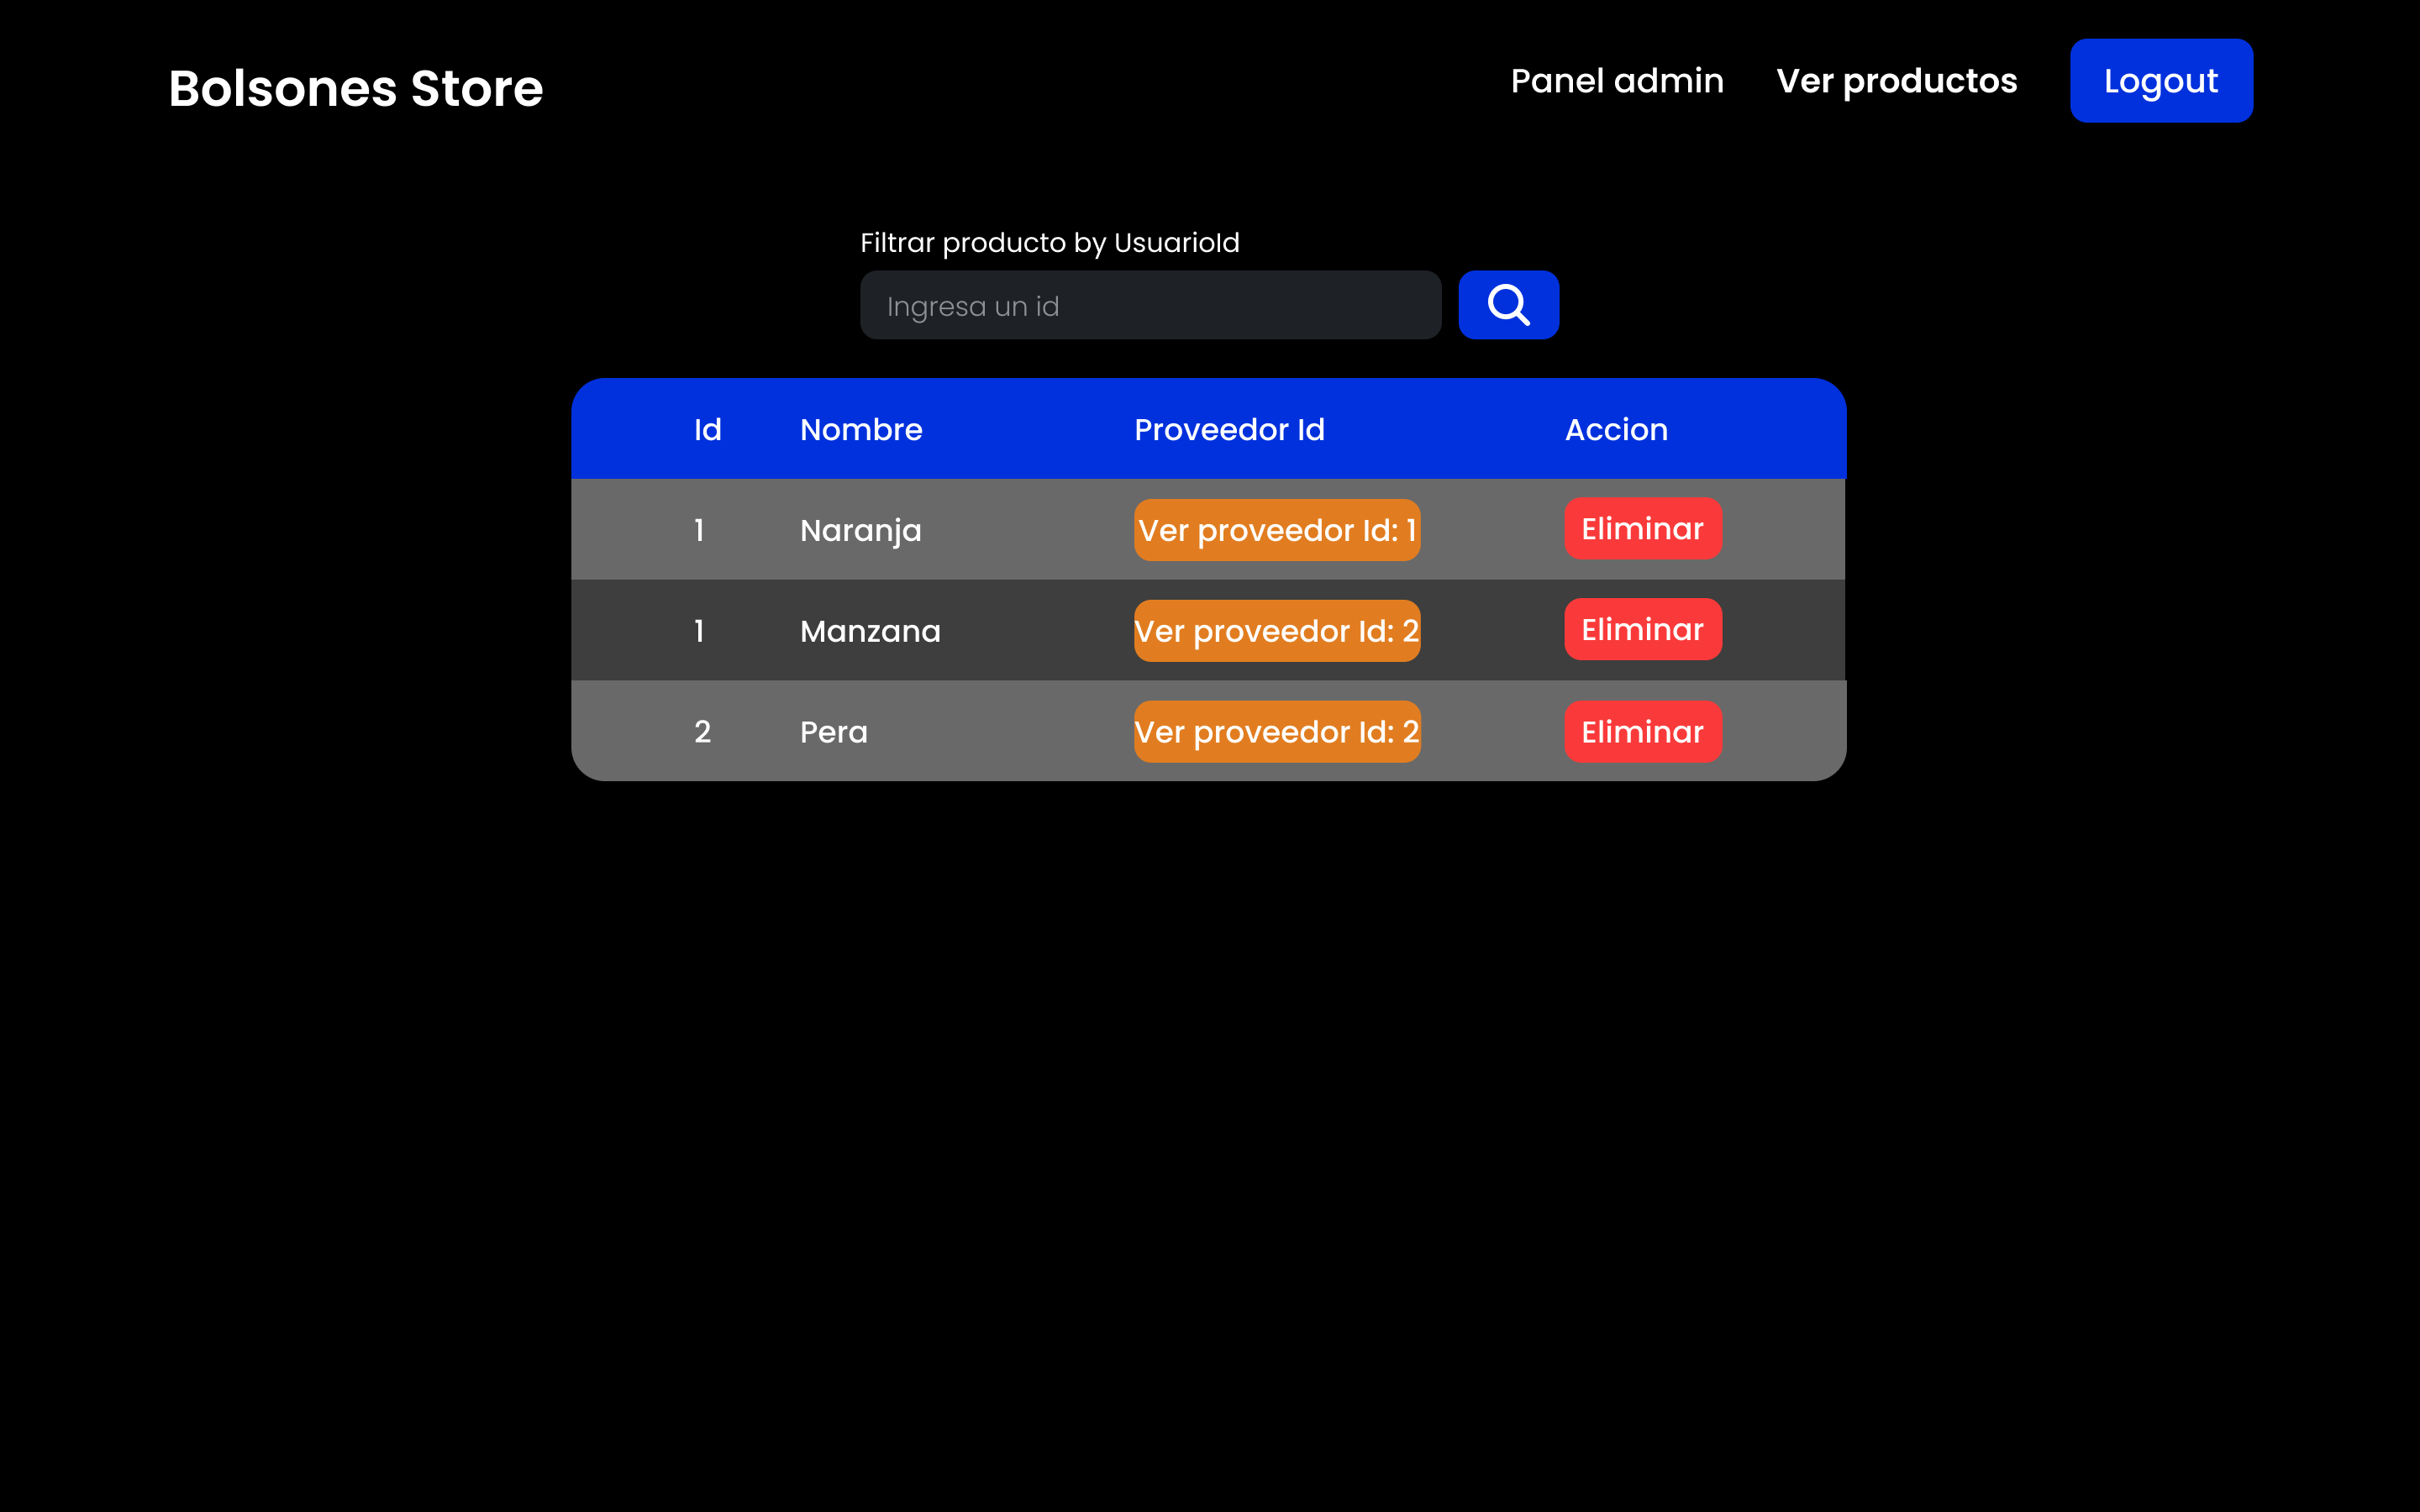 Bolsones Store
Panel admin Ver productos Logout
Filtrar producto by UsuarioId
Ingresa un id
Id Nombre Proveedor Id Accion
1 Naranja Ver proveedor Id: 1 Eliminar
1 Manzana Ver proveedor Id: 2 Eliminar
2 Pera Ver proveedor Id: 2 Eliminar